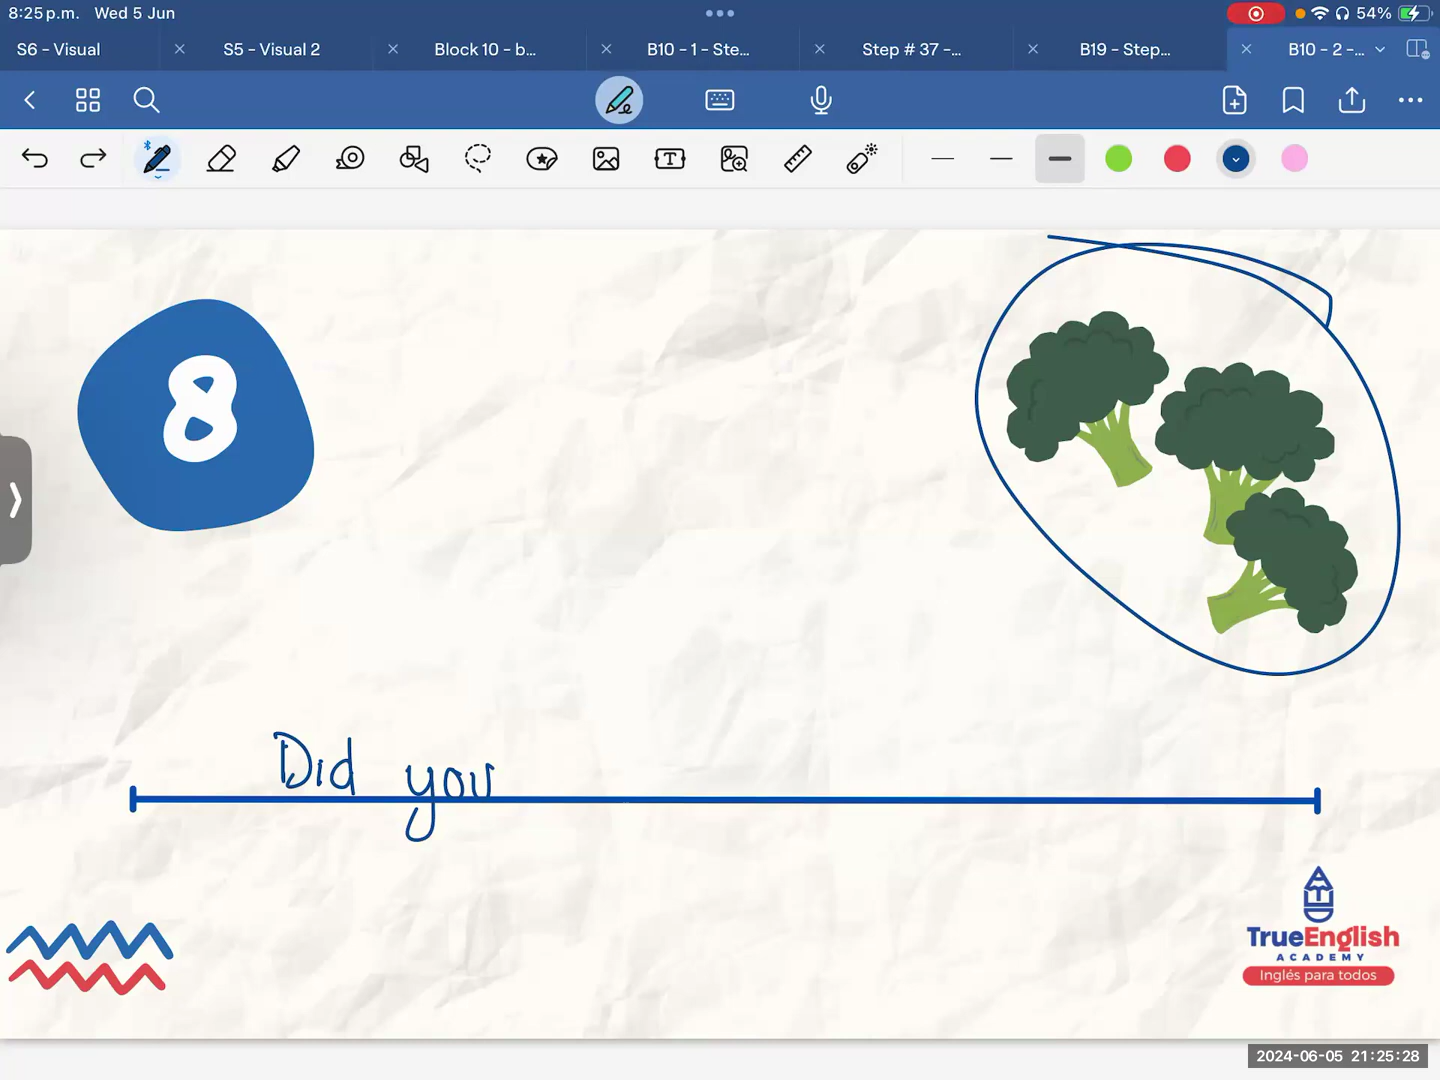 8:25 p.m. Wed 5 Jun
54%
S6 - Visual
S5 - Visual 2
Block 10 - b...
B10 - 1 - Ste...
Step # 37 -...
B19 - Step...
B10 - 2 -...
8
Did you
TrueEnglish
ACADEMY
Inglés para todos
2024-06-05 21:25:28